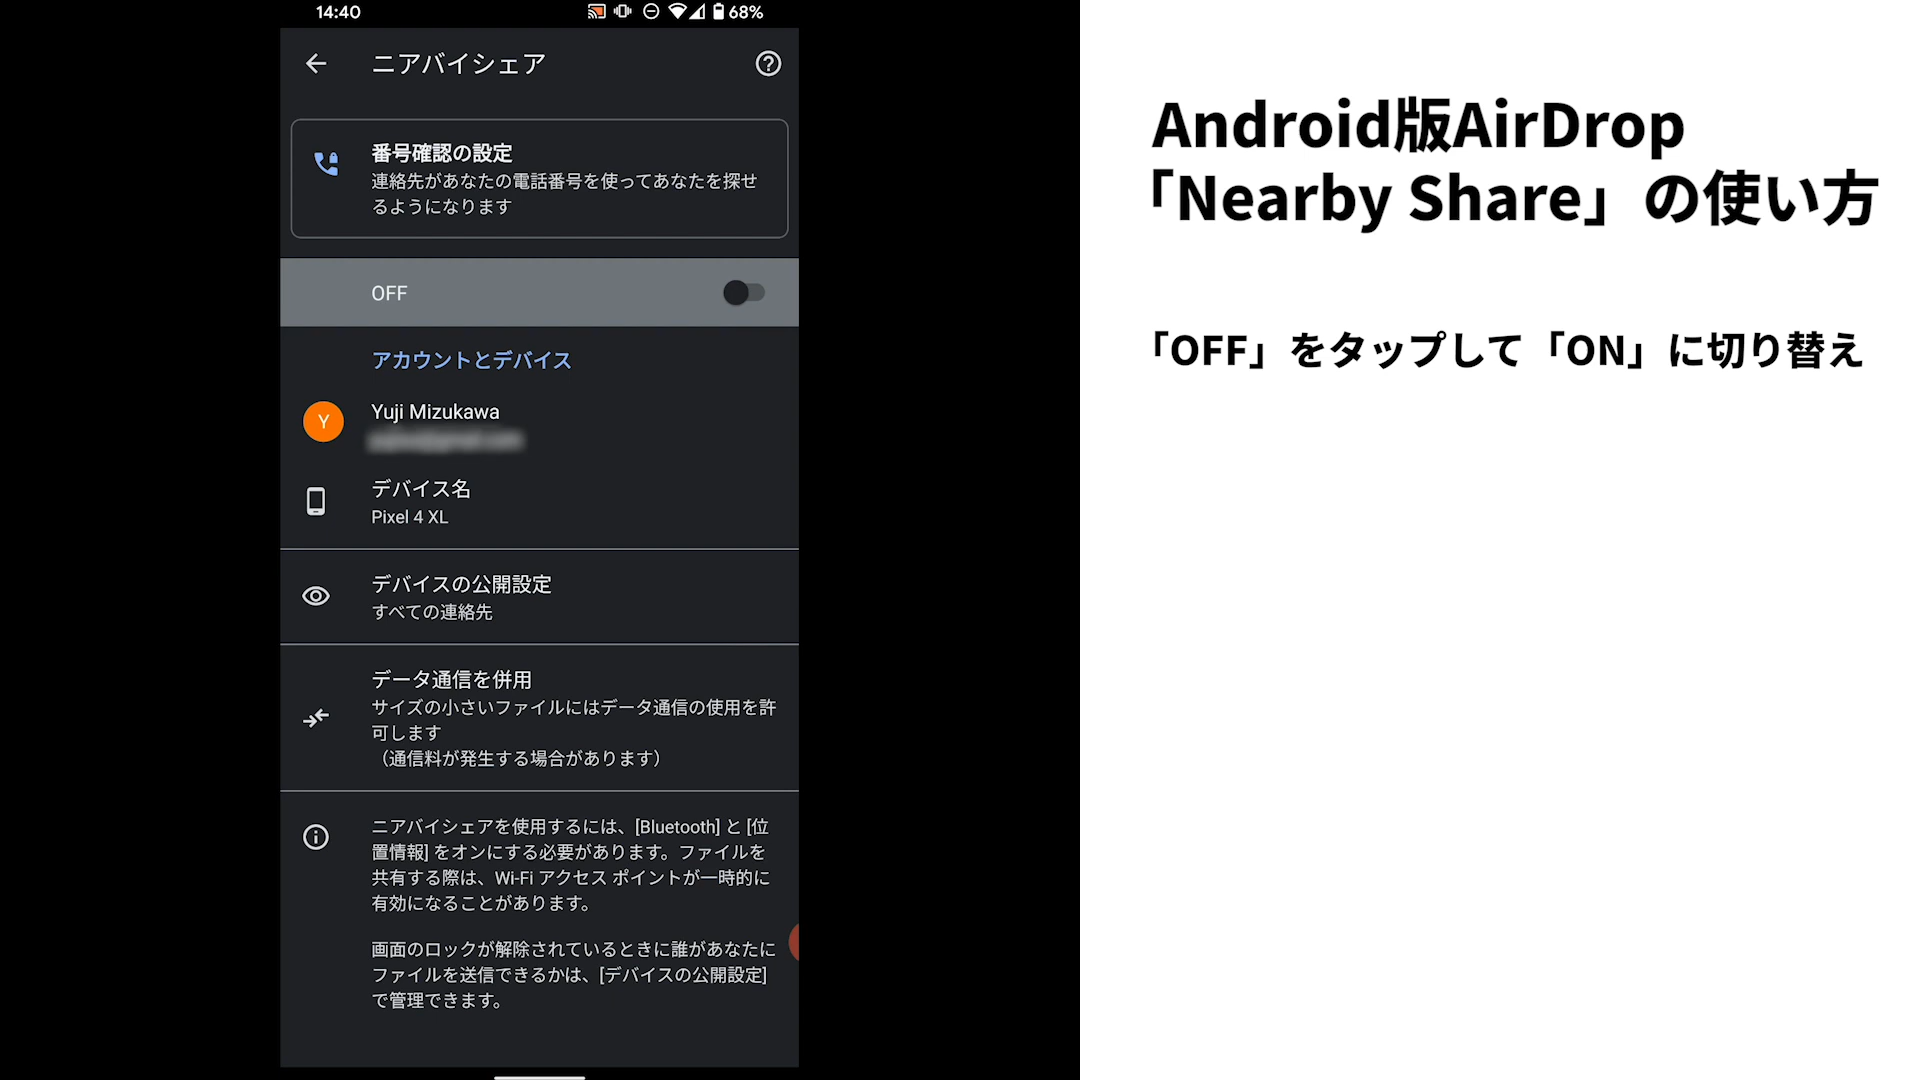 14:40
68%
ニアバイシェア
番号確認の設定
連絡先があなたの電話番号を使ってあなたを探せ
るようになります
OFF
アカウントとデバイス
Y
Yuji Mizukawa
デバイス名
Pixel 4 XL
デバイスの公開設定
すべての連絡先
データ通信を併用
サイズの小さいファイルにはデータ通信の使用を許
可します
（通信料が発生する場合があります）
ニアバイシェアを使用するには、[Bluetooth] と [位
置情報] をオンにする必要があります。ファイルを
共有する際は、Wi-Fi アクセス ポイントが一時的に
有効になることがあります。
画面のロックが解除されているときに誰があなたに
ファイルを送信できるかは、[デバイスの公開設定]
で管理できます。
Android版AirDrop
「Nearby Share」の使い方
「OFF」をタップして「ON」に切り替え